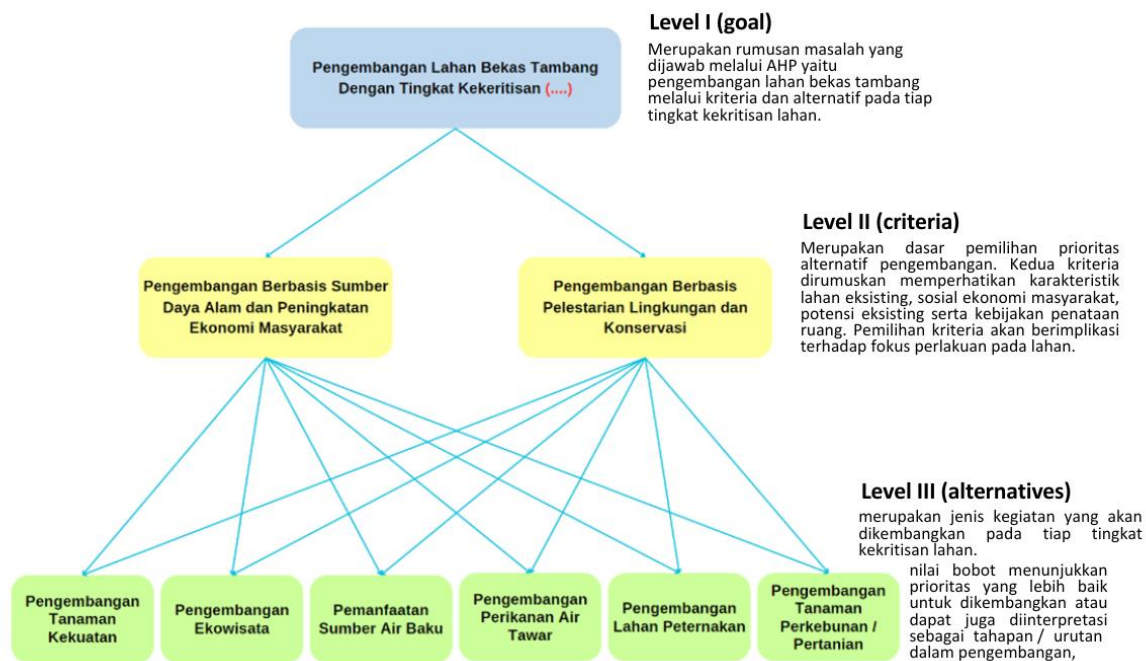 Level I (goal)
Merupakan rumusan masalah yang
dijawab melalui AHP yaitu
pengembangan lahan bekas tambang
melalui kriteria dan alternatif pada tiap
tingkat kekritisan lahan.
Pengembangan Lahan Bekas Tambang
Dengan Tingkat Kekeritisan (....)
Level II (criteria)
Merupakan dasar pemilihan prioritas
alternatif pengembangan. Kedua kriteria
dirumuskan memperhatikan karakteristik
lahan eksisting, sosial ekonomi masyarakat,
potensi eksisting serta kebijakan penataan
ruang. Pemilihan kriteria akan berimplikasi
terhadap fokus perlakuan pada lahan.
Pengembangan Berbasis Sumber
Daya Alam dan Peningkatan
Ekonomi Masyarakat
Pengembangan Berbasis
Pelestarian Lingkungan dan
Konservasi
Level III (alternatives)
merupakan jenis kegiatan yang akan
dikembangkan pada tiap tingkat
kekritisan lahan.
nilai bobot menunjukkan
prioritas yang lebih baik
untuk dikembangkan atau
dapat juga diinterpretasi
sebagai tahapan / urutan
dalam pengembangan,
Pengembangan
Tanaman
Kekuatan
Pengembangan
Ekowisata
Pemanfaatan
Sumber Air Baku
Pengembangan
Perikanan Air
Tawar
Pengembangan
Lahan Peternakan
Pengembangan
Tanaman
Perkebunan /
Pertanian